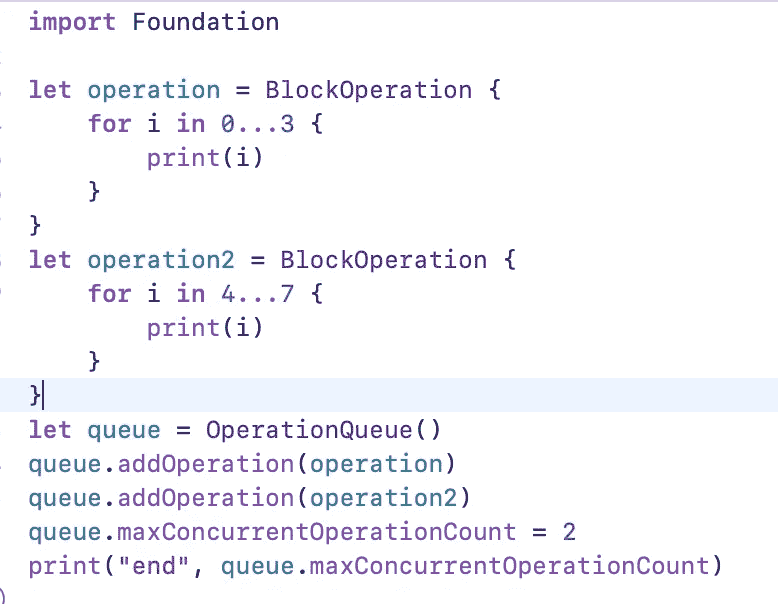 import Foundation
let operation = BlockOperation {
    for i in 0...3 {
        print(i)
    }
}
let operation2 = BlockOperation {
    for i in 4...7 {
        print(i)
    }
}
let queue = OperationQueue()
queue.addOperation(operation)
queue.addOperation(operation2)
queue.maxConcurrentOperationCount = 2
print("end", queue.maxConcurrentOperationCount)